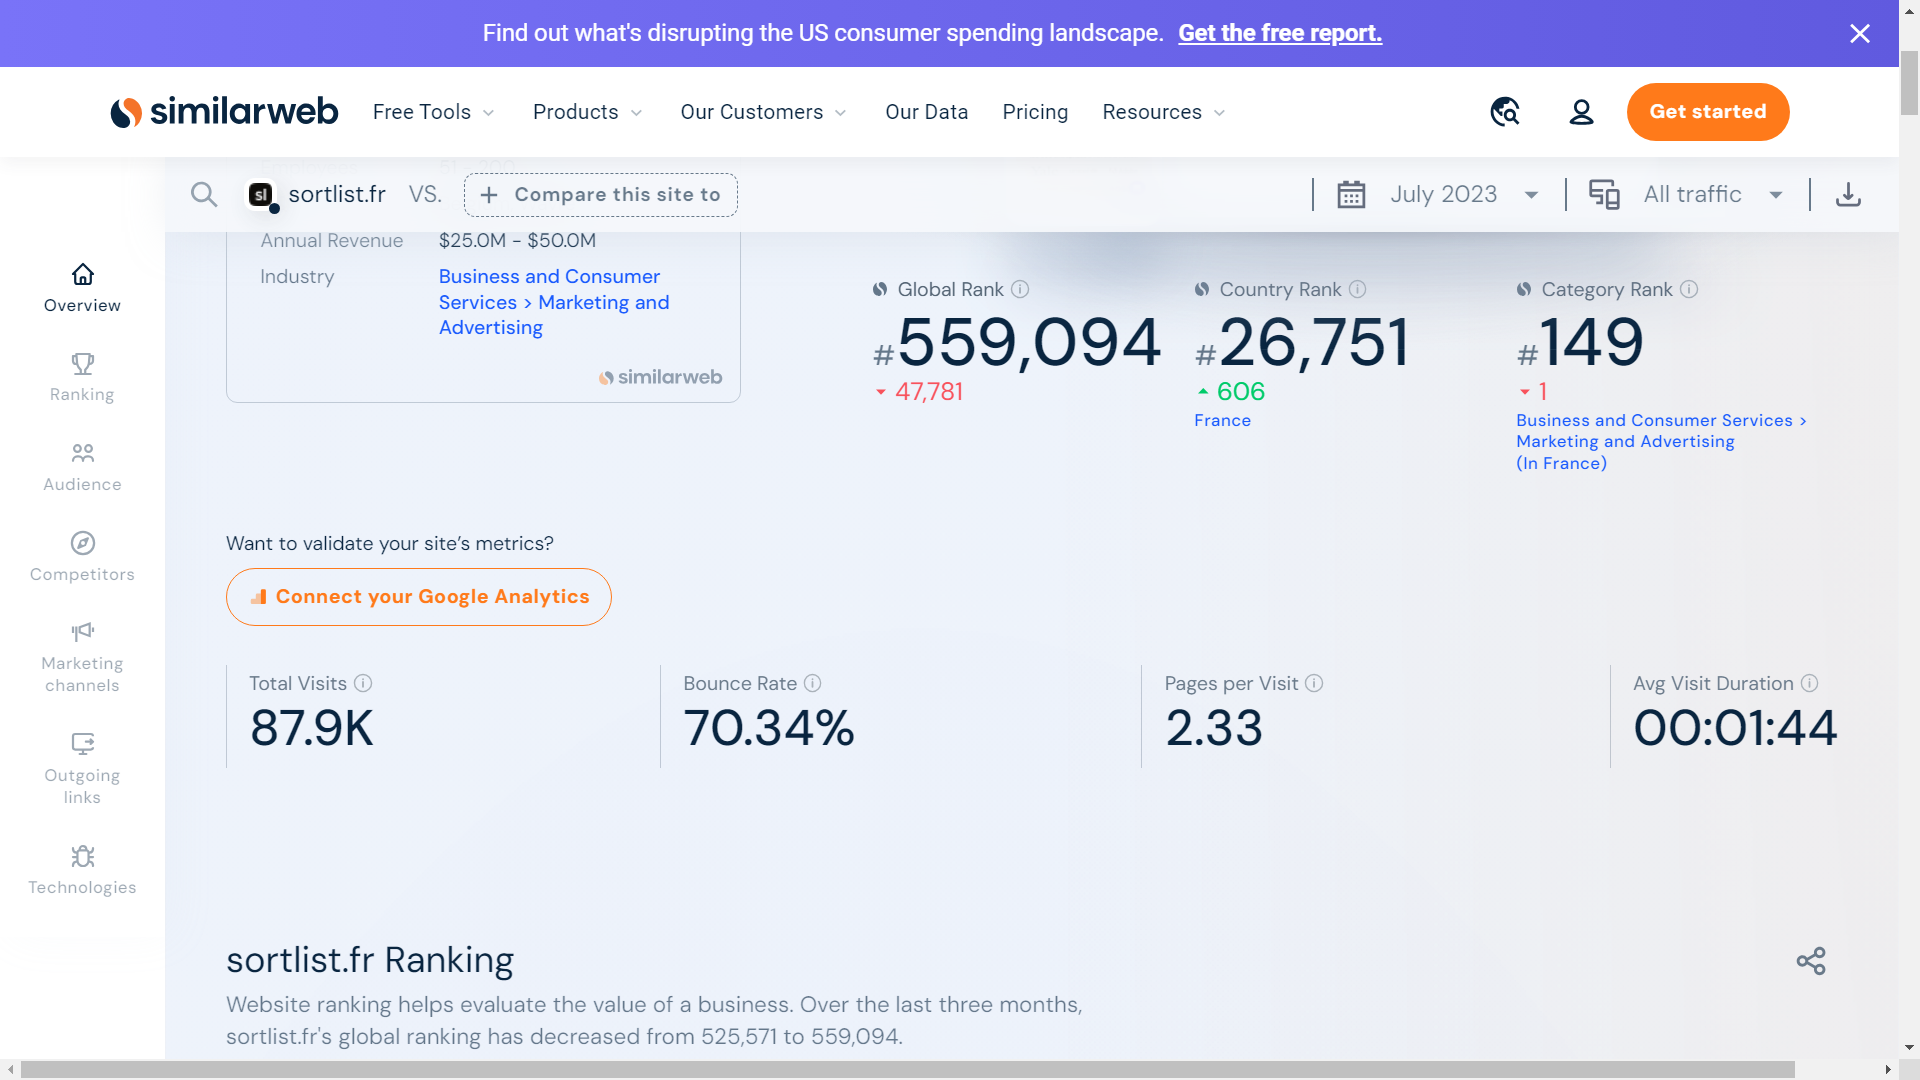 Find out what's disrupting the US consumer spending landscape. Get the free report.
similarweb Free Tools Products Our Customers Our Data Pricing Resources Get started
sl sortlist.fr VS. + Compare this site to July 2023 All traffic
Annual Revenue $25.0M - $50.0M
Industry Business and Consumer
Services > Marketing and
Advertising
similarweb
Global Rank
#559,094
47,781
Country Rank
#26,751
606
France
Category Rank
#149
1
Business and Consumer Services >
Marketing and Advertising
(In France)
Overview
Ranking
Audience
Competitors
Marketing
channels
Outgoing
links
Technologies
Want to validate your site’s metrics?
Connect your Google Analytics
Total Visits
87.9K
Bounce Rate
70.34%
Pages per Visit
2.33
Avg Visit Duration
00:01:44
sortlist.fr Ranking
Website ranking helps evaluate the value of a business. Over the last three months,
sortlist.fr's global ranking has decreased from 525,571 to 559,094.